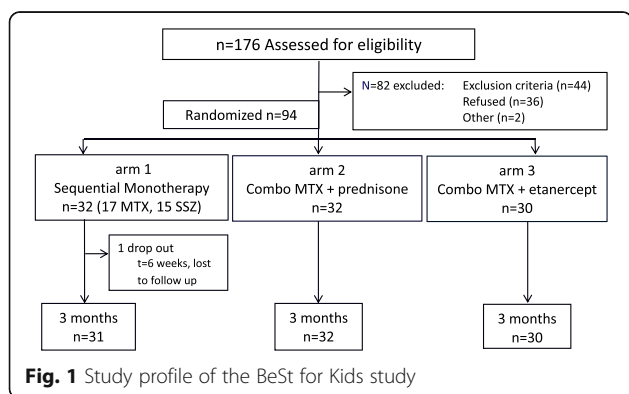 n=176 Assessed for eligibility
N=82 excluded: Exclusion criteria (n=44)
Refused (n=36)
Other (n=2)
Randomized n=94
arm 1
Sequential Monotherapy
n=32 (17 MTX, 15 SSZ)
arm 2
Combo MTX + prednisone
n=32
arm 3
Combo MTX + etanercept
n=30
1 drop out
t=6 weeks, lost
to follow up
3 months
n=31
3 months
n=32
3 months
n=30
Fig. 1 Study profile of the BeSt for Kids study